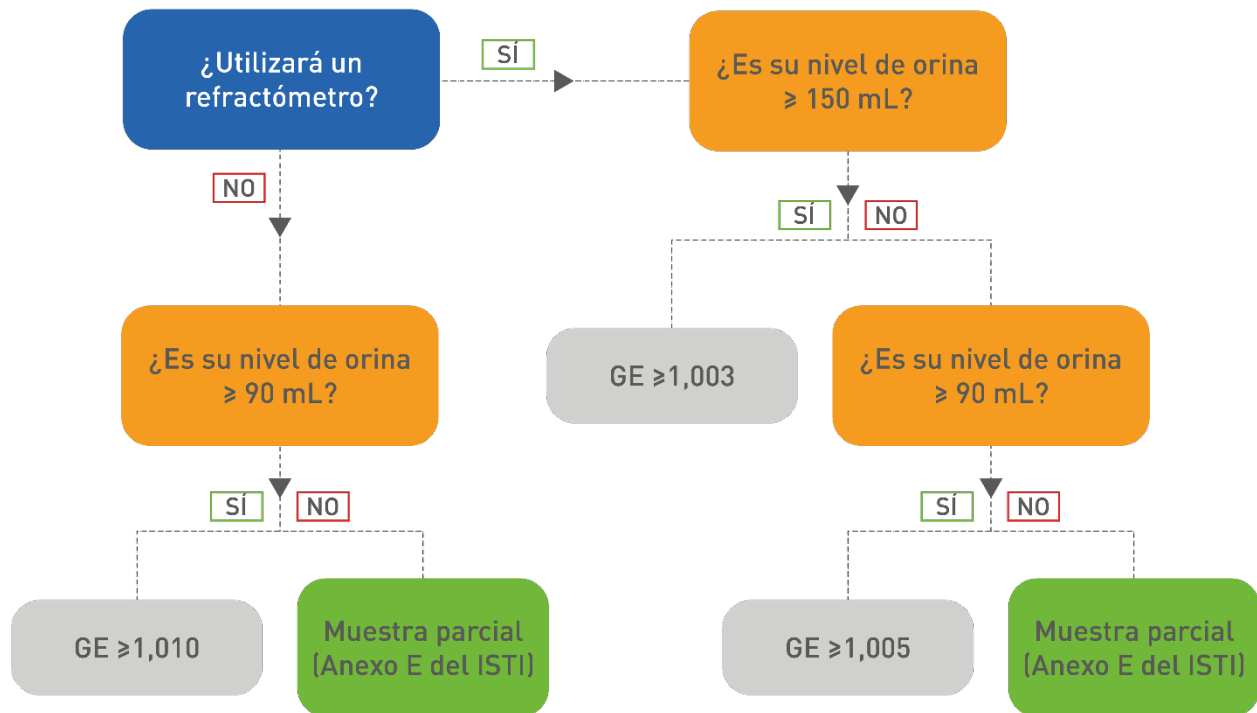 ¿Utilizará un
refractómetro?
SÍ
¿Es su nivel de orina
≥ 150 mL?
NO
SÍ
NO
¿Es su nivel de orina
≥ 90 mL?
GE ≥1,003
¿Es su nivel de orina
≥ 90 mL?
SÍ
NO
SÍ
NO
GE ≥1,010
Muestra parcial
(Anexo E del ISTI)
GE ≥1,005
Muestra parcial
(Anexo E del ISTI)